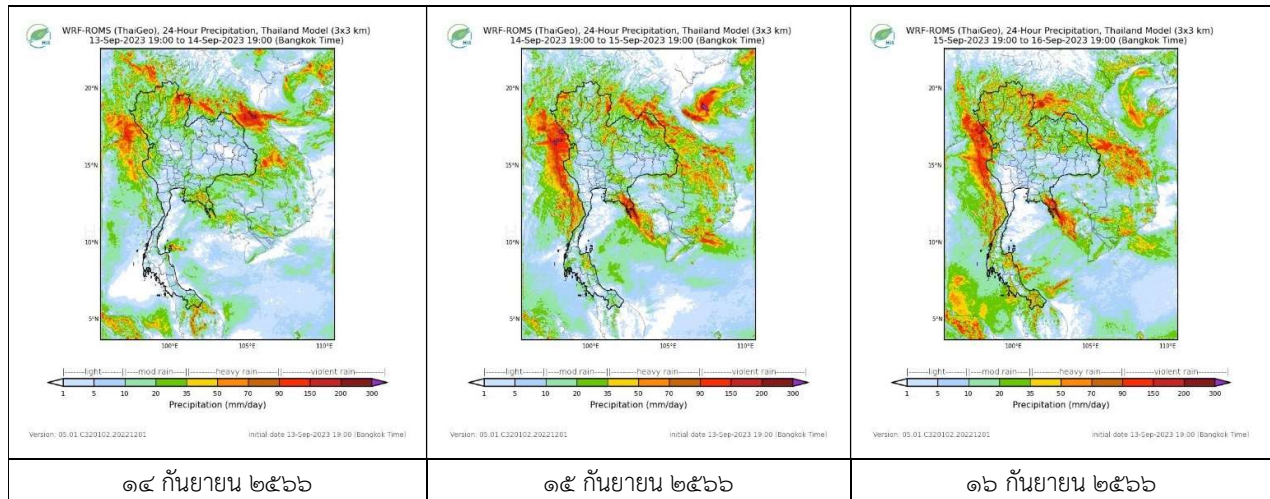 WRF-ROMS (ThaiGeo), 24-Hour Precipitation, Thailand Model (3x3 km)
13-Sep-2023 19:00 to 14-Sep-2023 19:00 (Bangkok Time)
20°N
15°N
10°N
5°N
100°E 105°E 110°E
|--------light-------||----mod rain----||--------heavy rain--------||--------violent rain--------|
1 5 10 20 35 50 70 90 150 200 300
Precipitation (mm/day)
Version: 05.01.C320102.20221201 initial date 13-Sep-2023 19:00 (Bangkok Time)
๑๔ กันยายน ๒๕๖๖
WRF-ROMS (ThaiGeo), 24-Hour Precipitation, Thailand Model (3x3 km)
14-Sep-2023 19:00 to 15-Sep-2023 19:00 (Bangkok Time)
20°N
15°N
10°N
5°N
100°E 105°E 110°E
|--------light-------||----mod rain----||--------heavy rain--------||--------violent rain--------|
1 5 10 20 35 50 70 90 150 200 300
Precipitation (mm/day)
Version: 05.01.C320102.20221201 initial date 13-Sep-2023 19:00 (Bangkok Time)
๑๕ กันยายน ๒๕๖๖
WRF-ROMS (ThaiGeo), 24-Hour Precipitation, Thailand Model (3x3 km)
15-Sep-2023 19:00 to 16-Sep-2023 19:00 (Bangkok Time)
20°N
15°N
10°N
5°N
100°E 105°E 110°E
|--------light-------||----mod rain----||--------heavy rain--------||--------violent rain--------|
1 5 10 20 35 50 70 90 150 200 300
Precipitation (mm/day)
Version: 05.01.C320102.20221201 initial date 13-Sep-2023 19:00 (Bangkok Time)
๑๖ กันยายน ๒๕๖๖